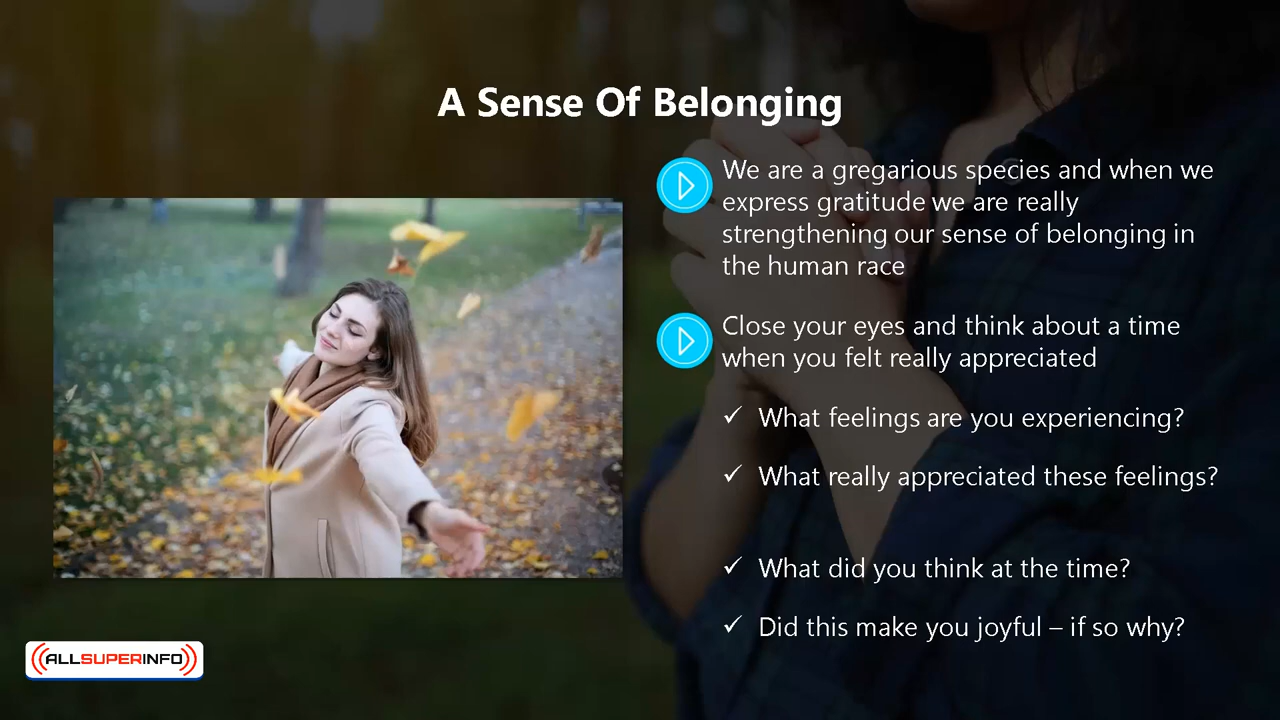 A Sense Of Belonging
We are a gregarious species and when we
express gratitude we are really
strengthening our sense of belonging in
the human race
Close your eyes and think about a time
when you felt really appreciated
✓ What feelings are you experiencing?
✓ What really appreciated these feelings?
✓ What did you think at the time?
✓ Did this make you joyful – if so why?
ALLSUPERINFO